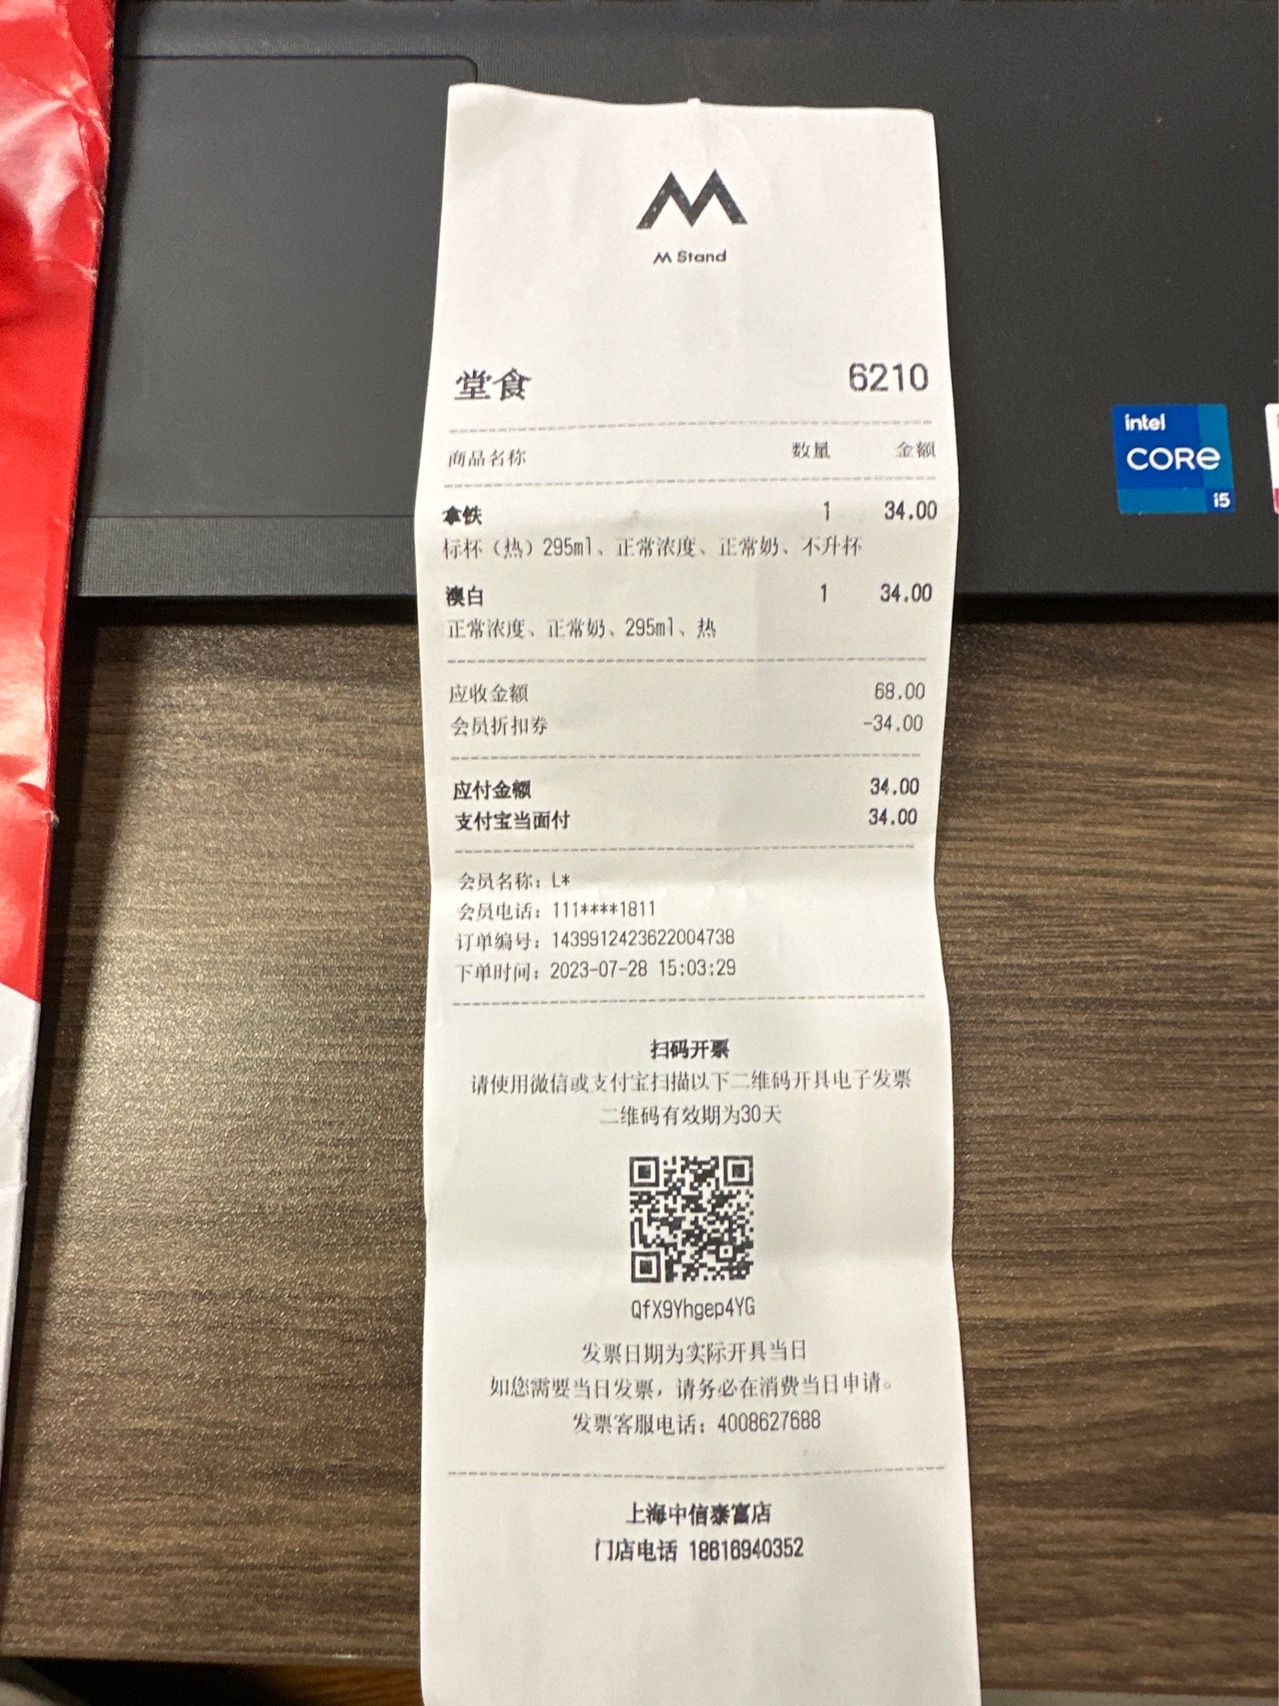 M Stand
堂食 6210
商品名称 数量 金额
拿铁 1 34.00
标杯（热）295ml、正常浓度、正常奶、不升杯
澳白 1 34.00
正常浓度、正常奶、295ml、热
应收金额 68.00
会员折扣券 -34.00
应付金额 34.00
支付宝当面付 34.00
会员名称：L*
会员电话：111****1811
订单编号：1439912423622004738
下单时间：2023-07-28 15:03:29
扫码开票
请使用微信或支付宝扫描以下二维码开具电子发票
二维码有效期为30天
QfX9Yhgep4YG
发票日期为实际开具当日
如您需要当日发票，请务必在消费当日申请。
发票客服电话：4008627688
上海中信泰富店
门店电话 18616940352
intel
CORE
i5